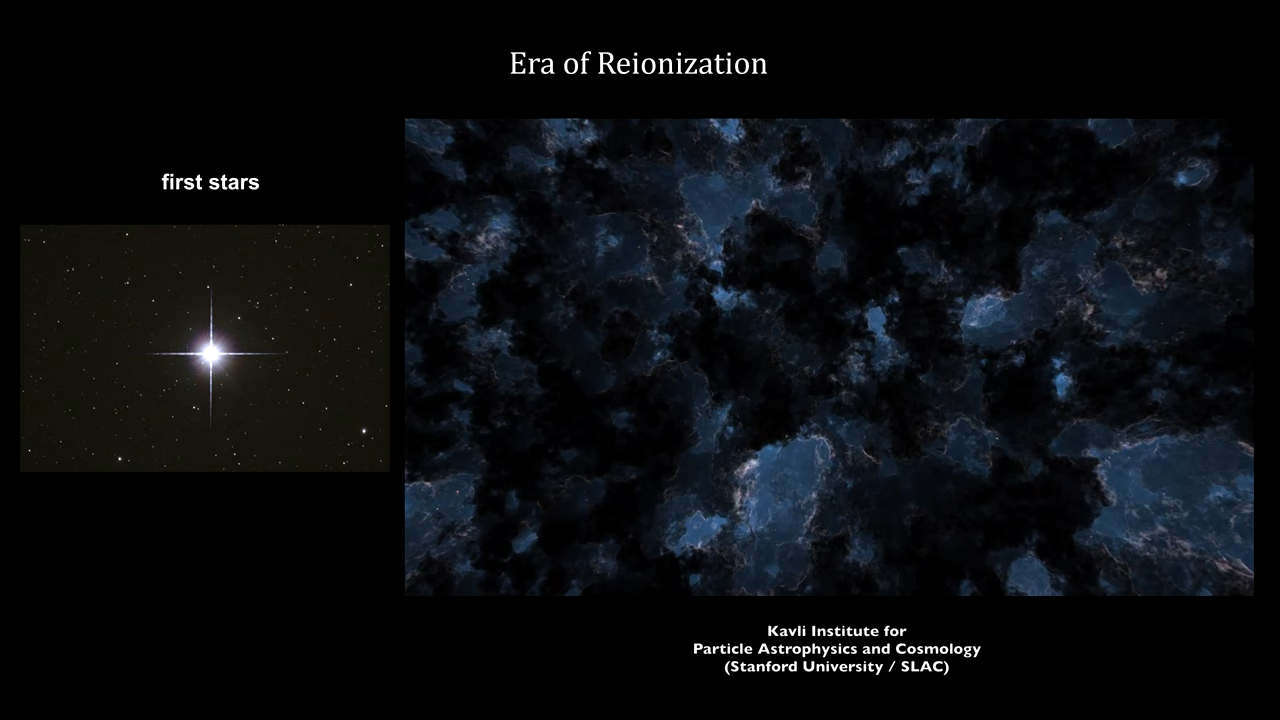 Era of Reionization
first stars
Kavli Institute for
Particle Astrophysics and Cosmology
(Stanford University / SLAC)